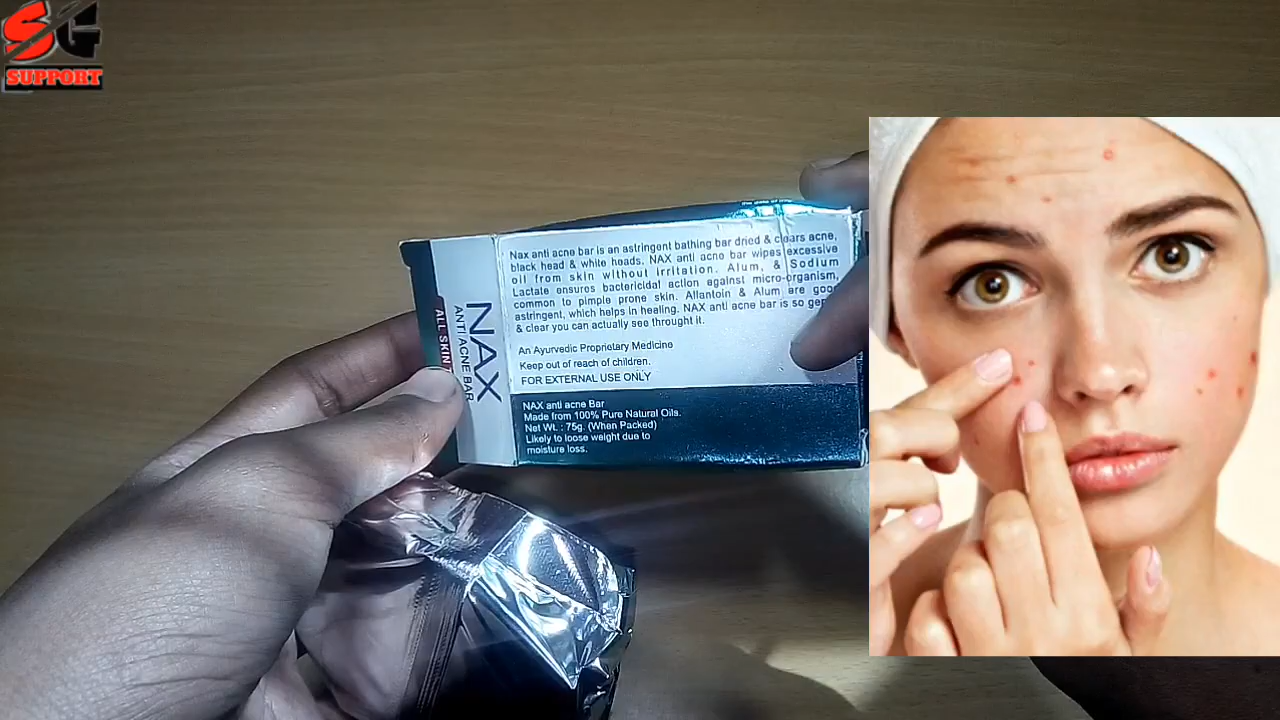 SG
SUPPORT
Nax anti acne bar is an astringent bathing bar dried & clears acne,
black head & white heads. NAX anti acne bar wipes excessive
oil from skin without irritation. Alum, & Sodium
Lactate ensures bactericidal action against micro-organism,
common to pimple prone skin. Allantoin & Alum are good
astringent, which helps in healing. NAX anti acne bar is so
& clear you can actually see throught it.
An Ayurvedic Proprietary Medicine
Keep out of reach of children.
FOR EXTERNAL USE ONLY
NAX anti acne Bar
Made from 100% Pure Natural Oils.
Net Wt. : 75g. (When Packed)
Likely to loose weight due to
moisture loss.
NAX
ANTI ACNE BAR
ALL SKIN